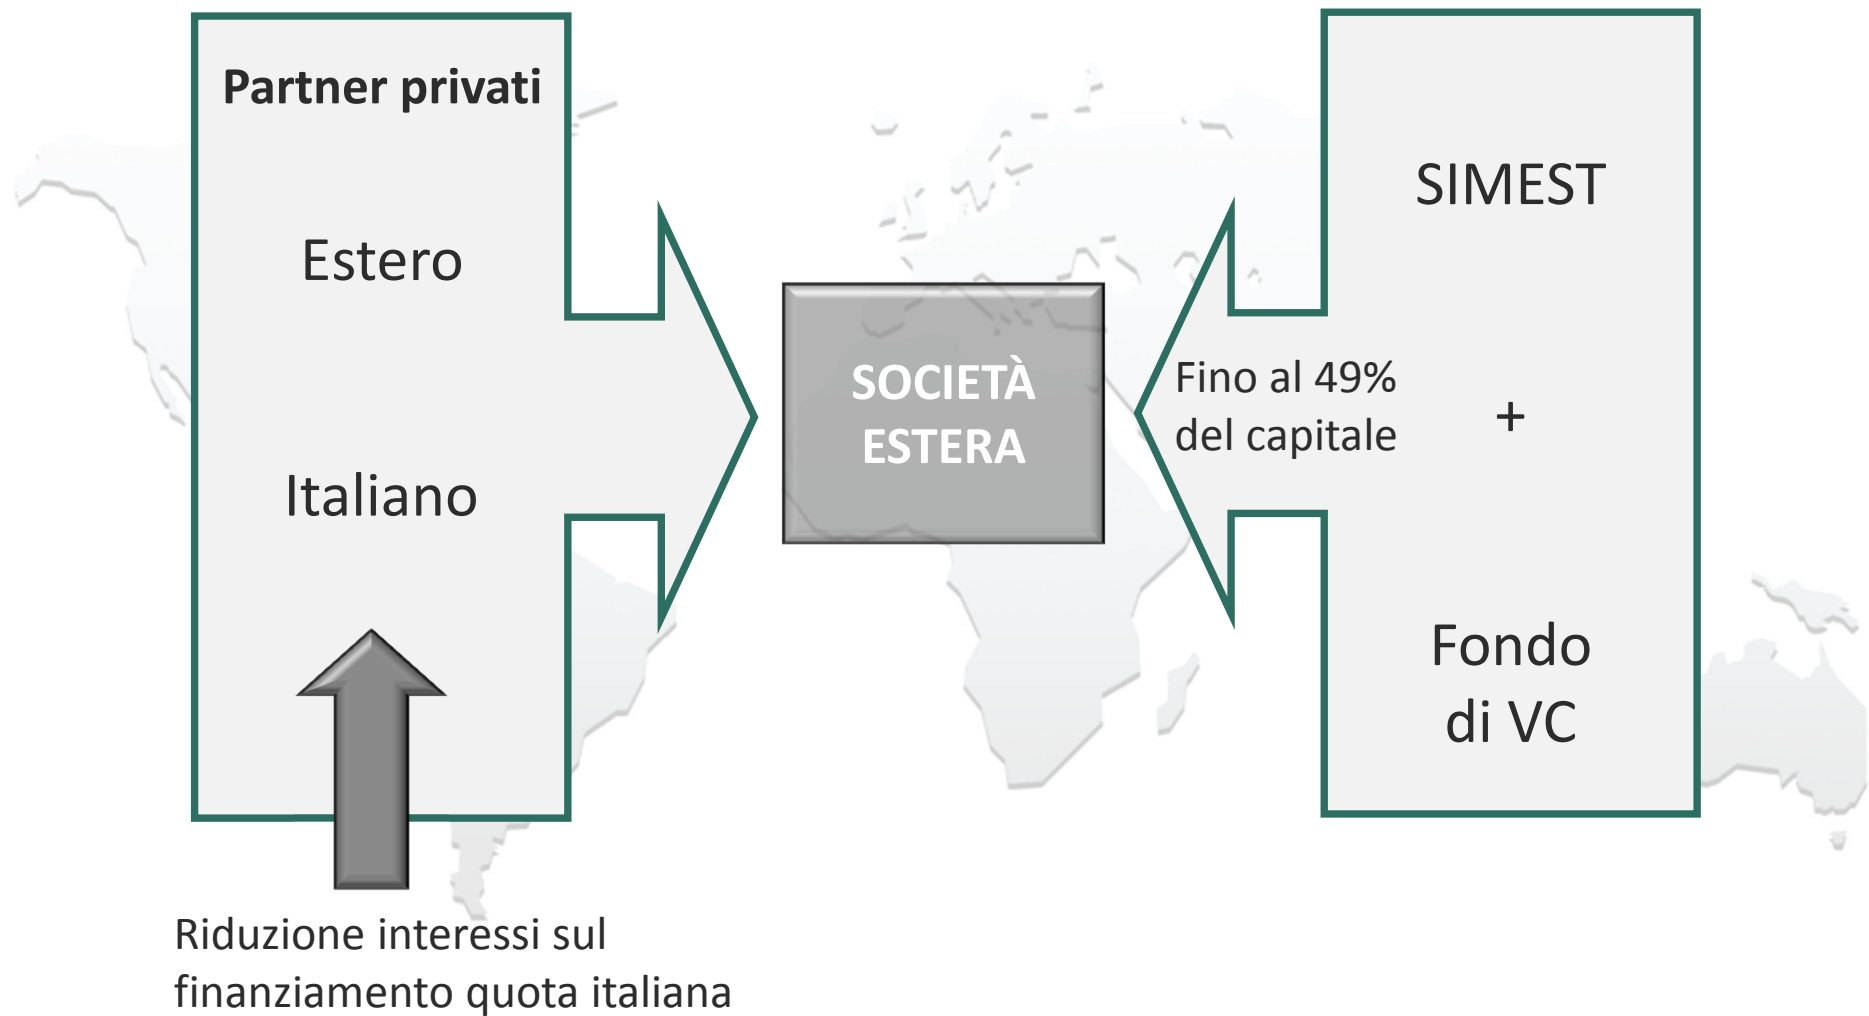 Partner privati
Estero
Italiano
Riduzione interessi sul
finanziamento quota italiana
SOCIETÀ
ESTERA
Fino al 49%
del capitale
SIMEST
+
Fondo
di VC